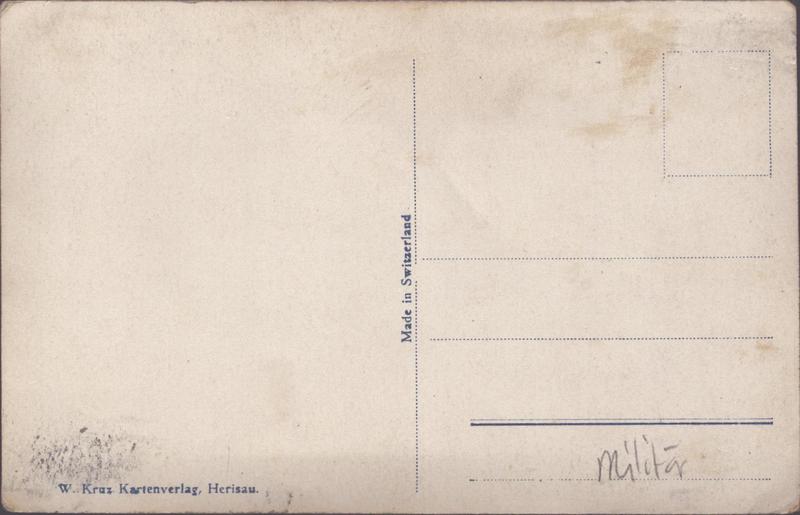 Made in Switzerland
Militär
W. Kruz Kartenverlag, Herisau.